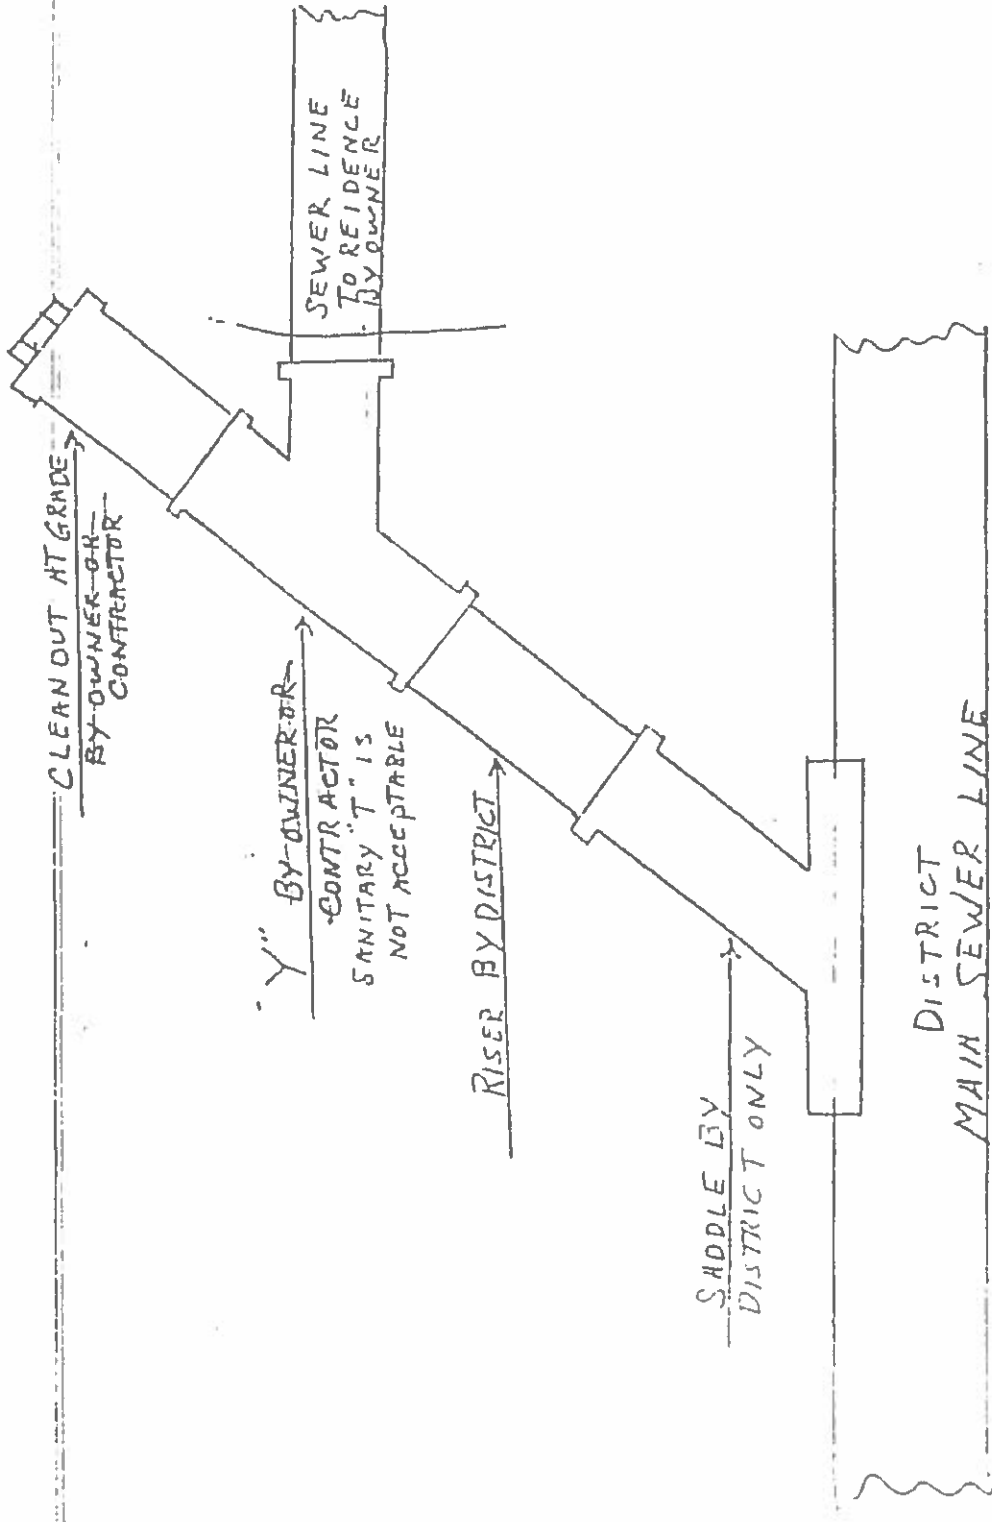 CLEANOUT AT GRADE
BY OWNER OR
CONTRACTOR
SEWER LINE
TO REIDENCE
BY OWNER
"Y" BY OWNER OR
CONTRACTOR
SANITARY "T" IS
NOT ACCEPTABLE
RISER BY DISTRICT
SADDLE BY
DISTRICT ONLY
DISTRICT
MAIN SEWER LINE